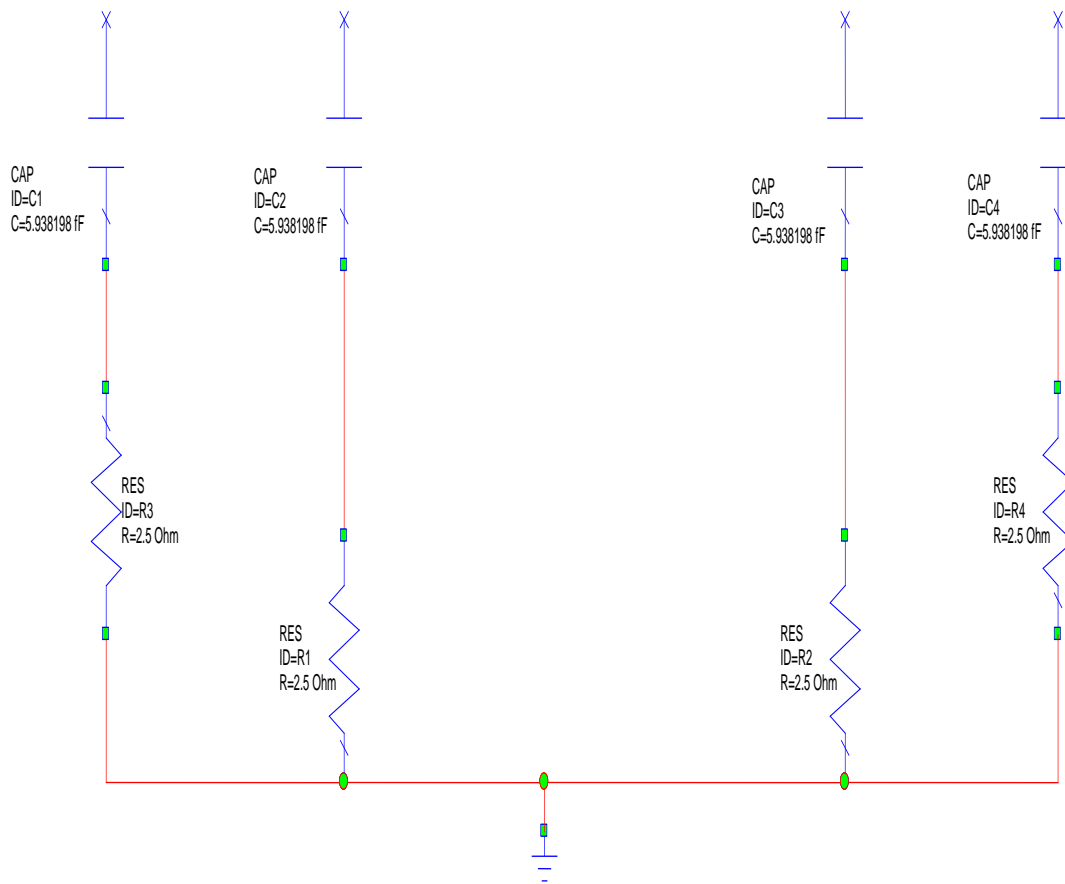 CAP
ID=C1
C=5.938198 fF
CAP
ID=C2
C=5.938198 fF
CAP
ID=C3
C=5.938198 fF
CAP
ID=C4
C=5.938198 fF
RES
ID=R3
R=2.5 Ohm
RES
ID=R4
R=2.5 Ohm
RES
ID=R1
R=2.5 Ohm
RES
ID=R2
R=2.5 Ohm